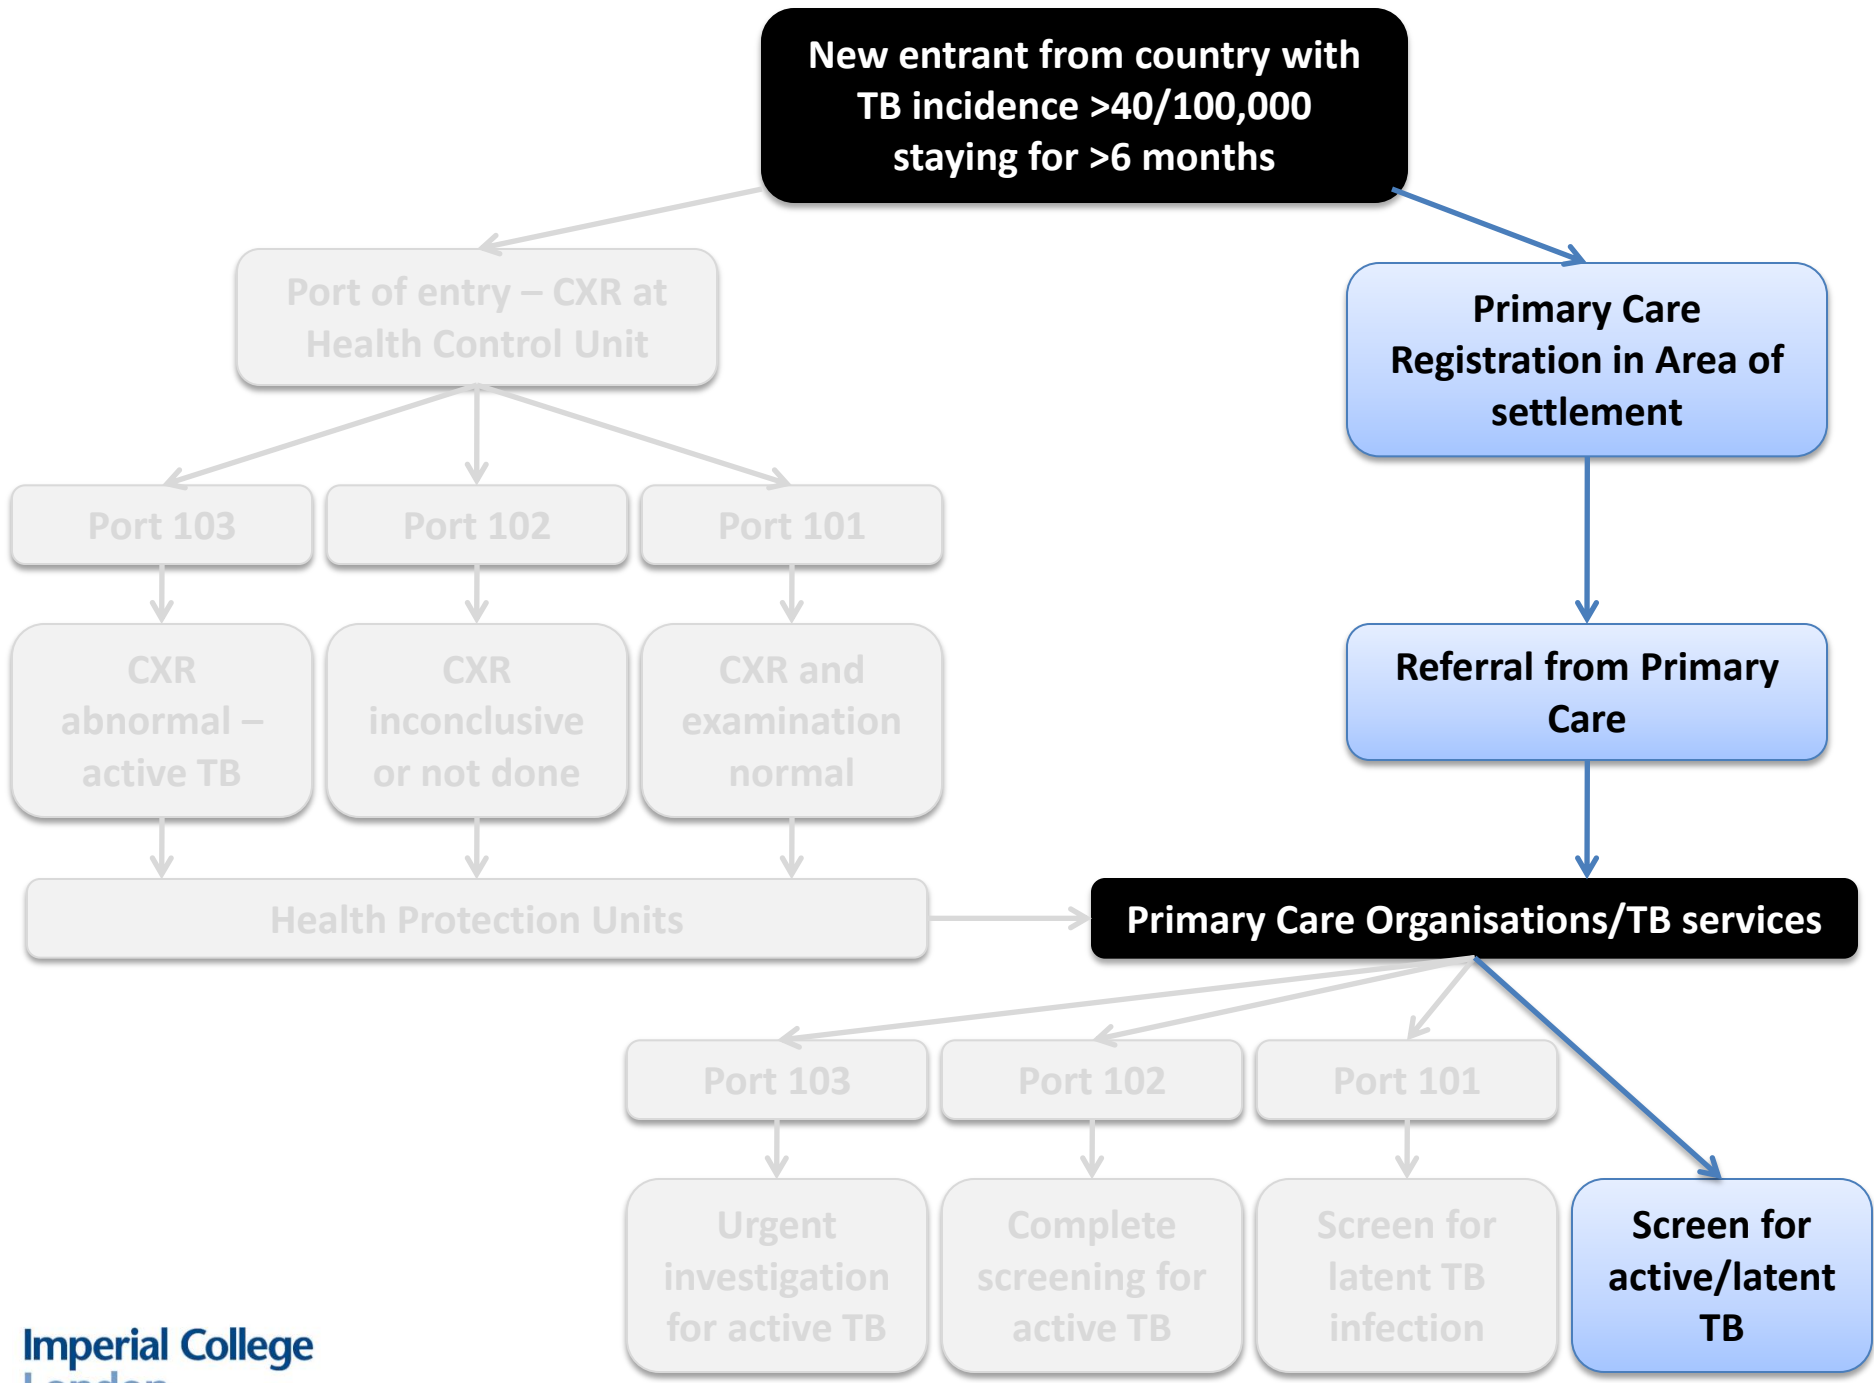 New entrant from country with
TB incidence >40/100,000
staying for >6 months
Port of entry – CXR at
Health Control Unit
Primary Care
Registration in Area of
settlement
Port 103
Port 102
Port 101
CXR
abnormal –
active TB
CXR
inconclusive
or not done
CXR and
examination
normal
Referral from Primary
Care
Health Protection Units
Primary Care Organisations/TB services
Port 103
Port 102
Port 101
Urgent
investigation
for active TB
Complete
screening for
active TB
Screen for
latent TB
infection
Screen for
active/latent
TB
Imperial College
London